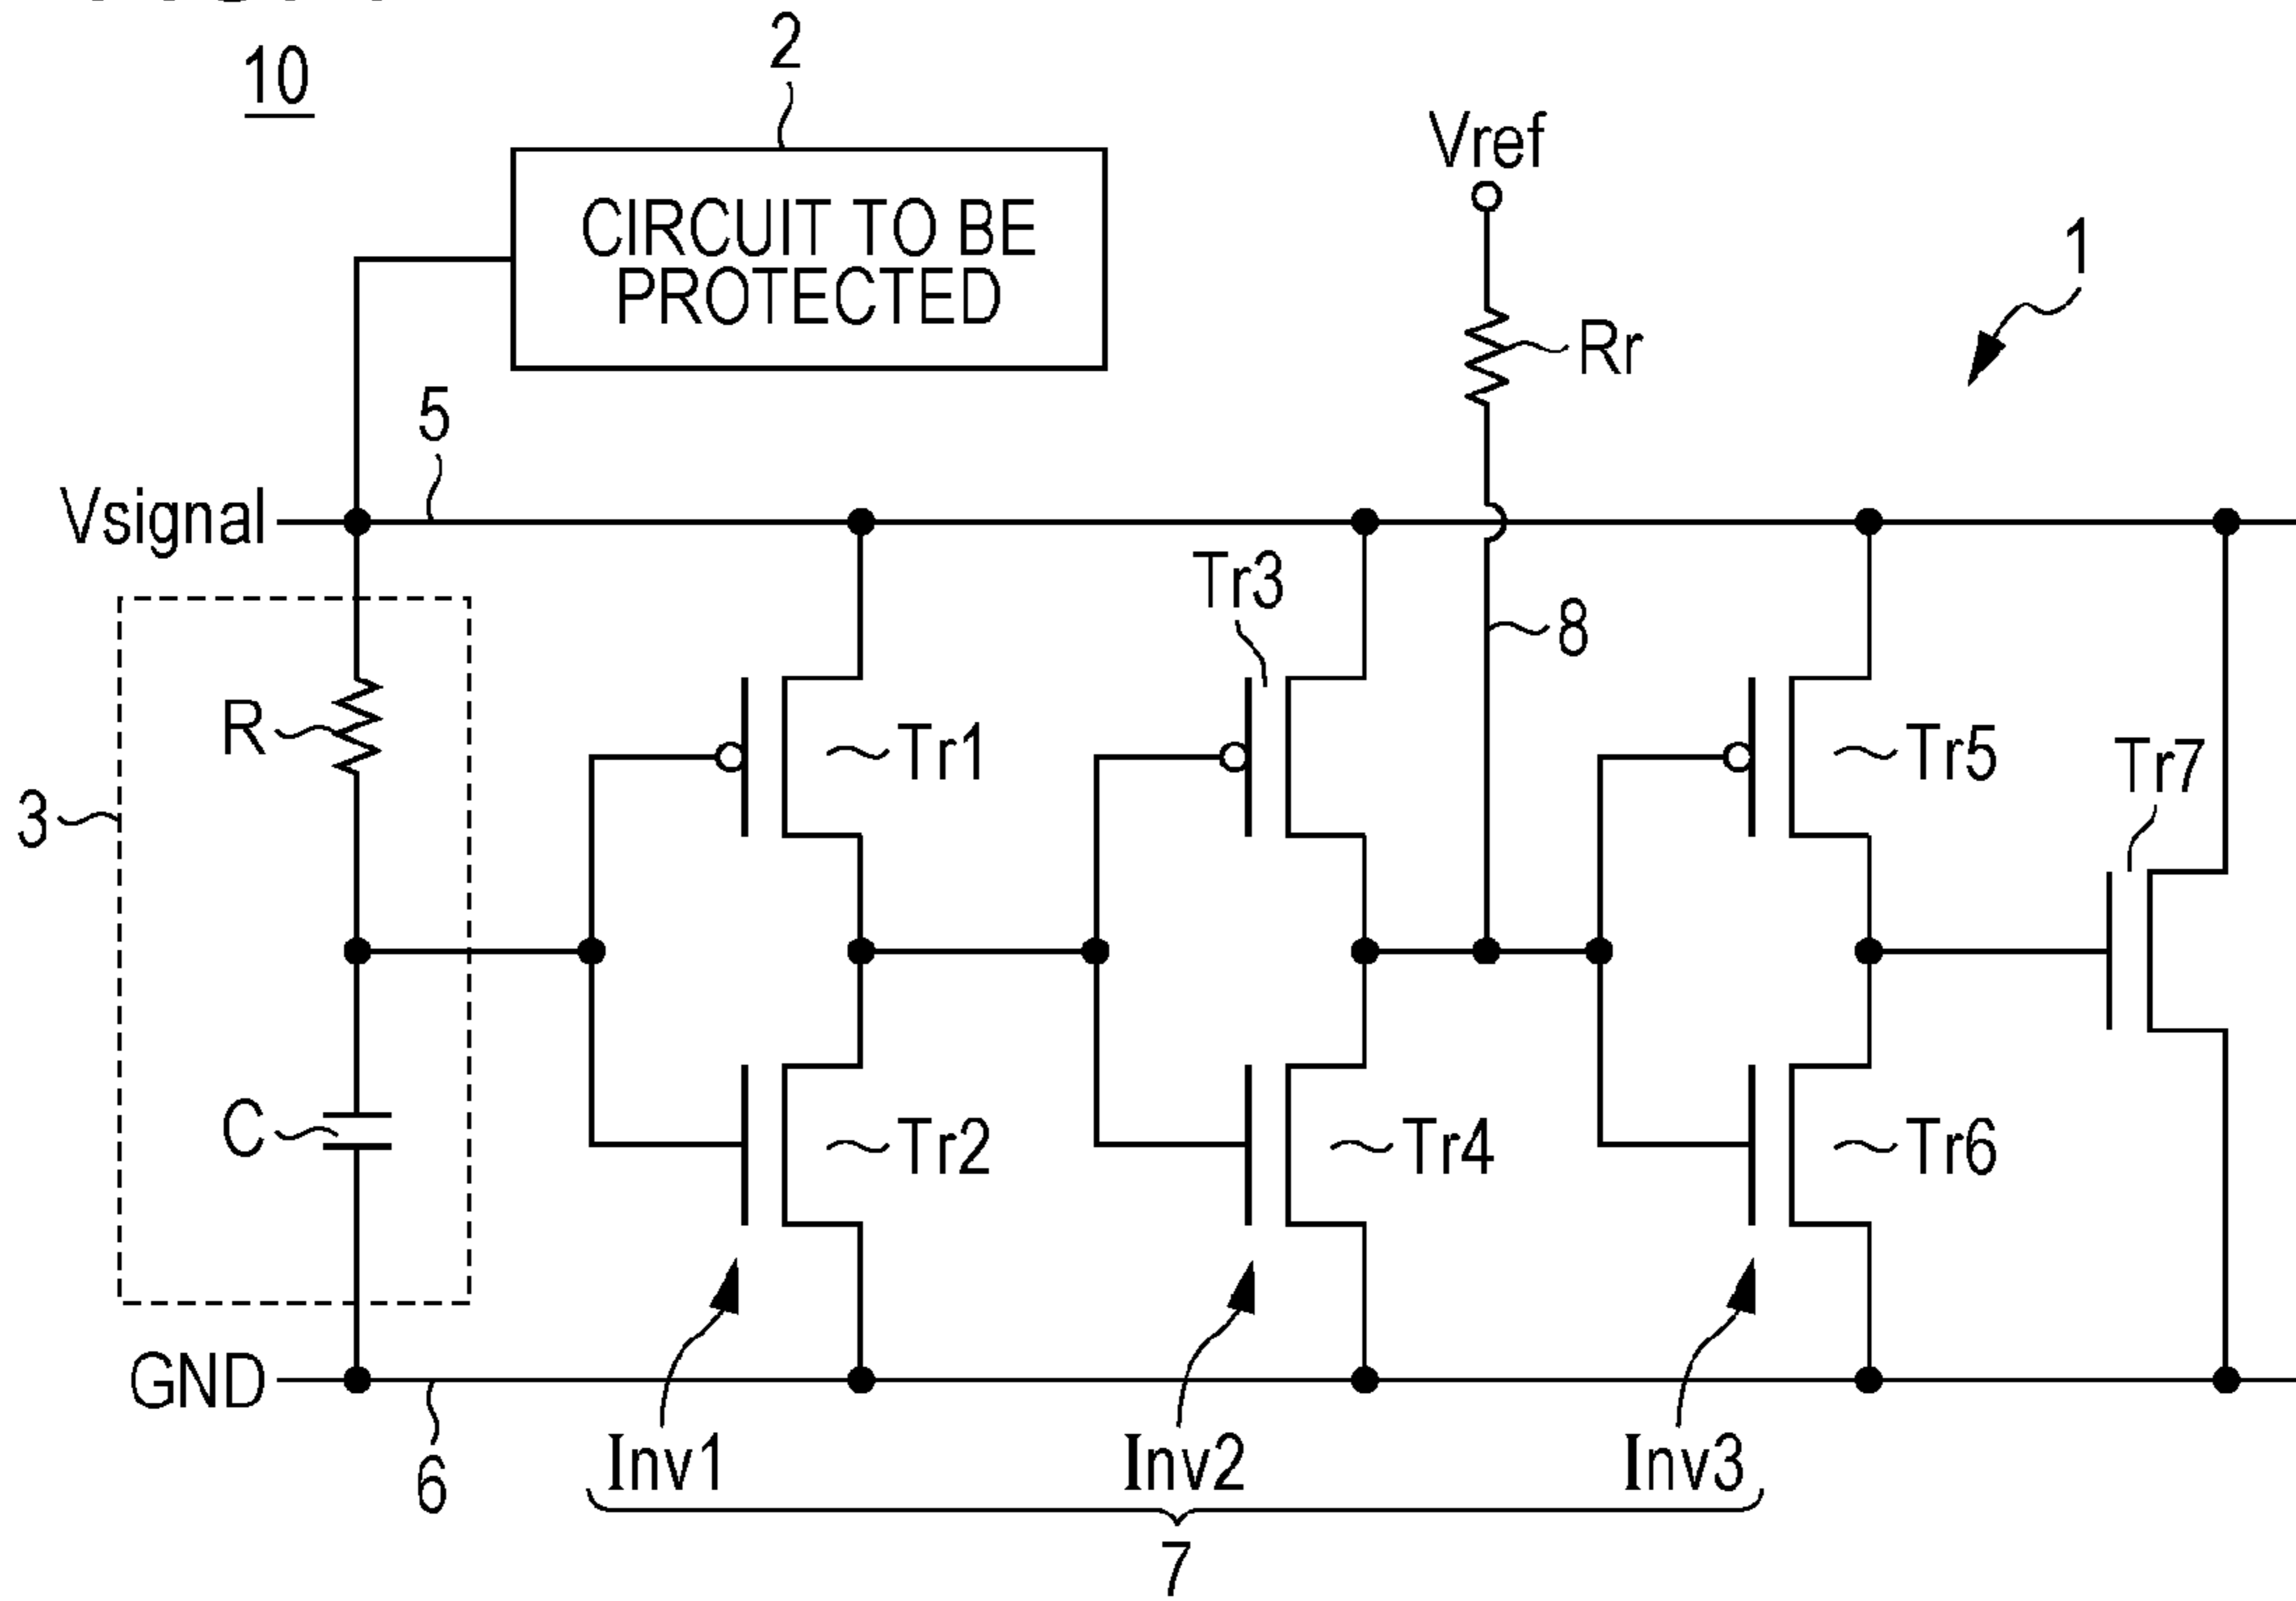 10
2
CIRCUIT TO BE
PROTECTED
Vref
1
Rr
5
Vsignal
Tr3
8
R
Tr1
Tr5
Tr7
3
C
Tr2
Tr4
Tr6
GND
6
Inv1
Inv2
Inv3
7